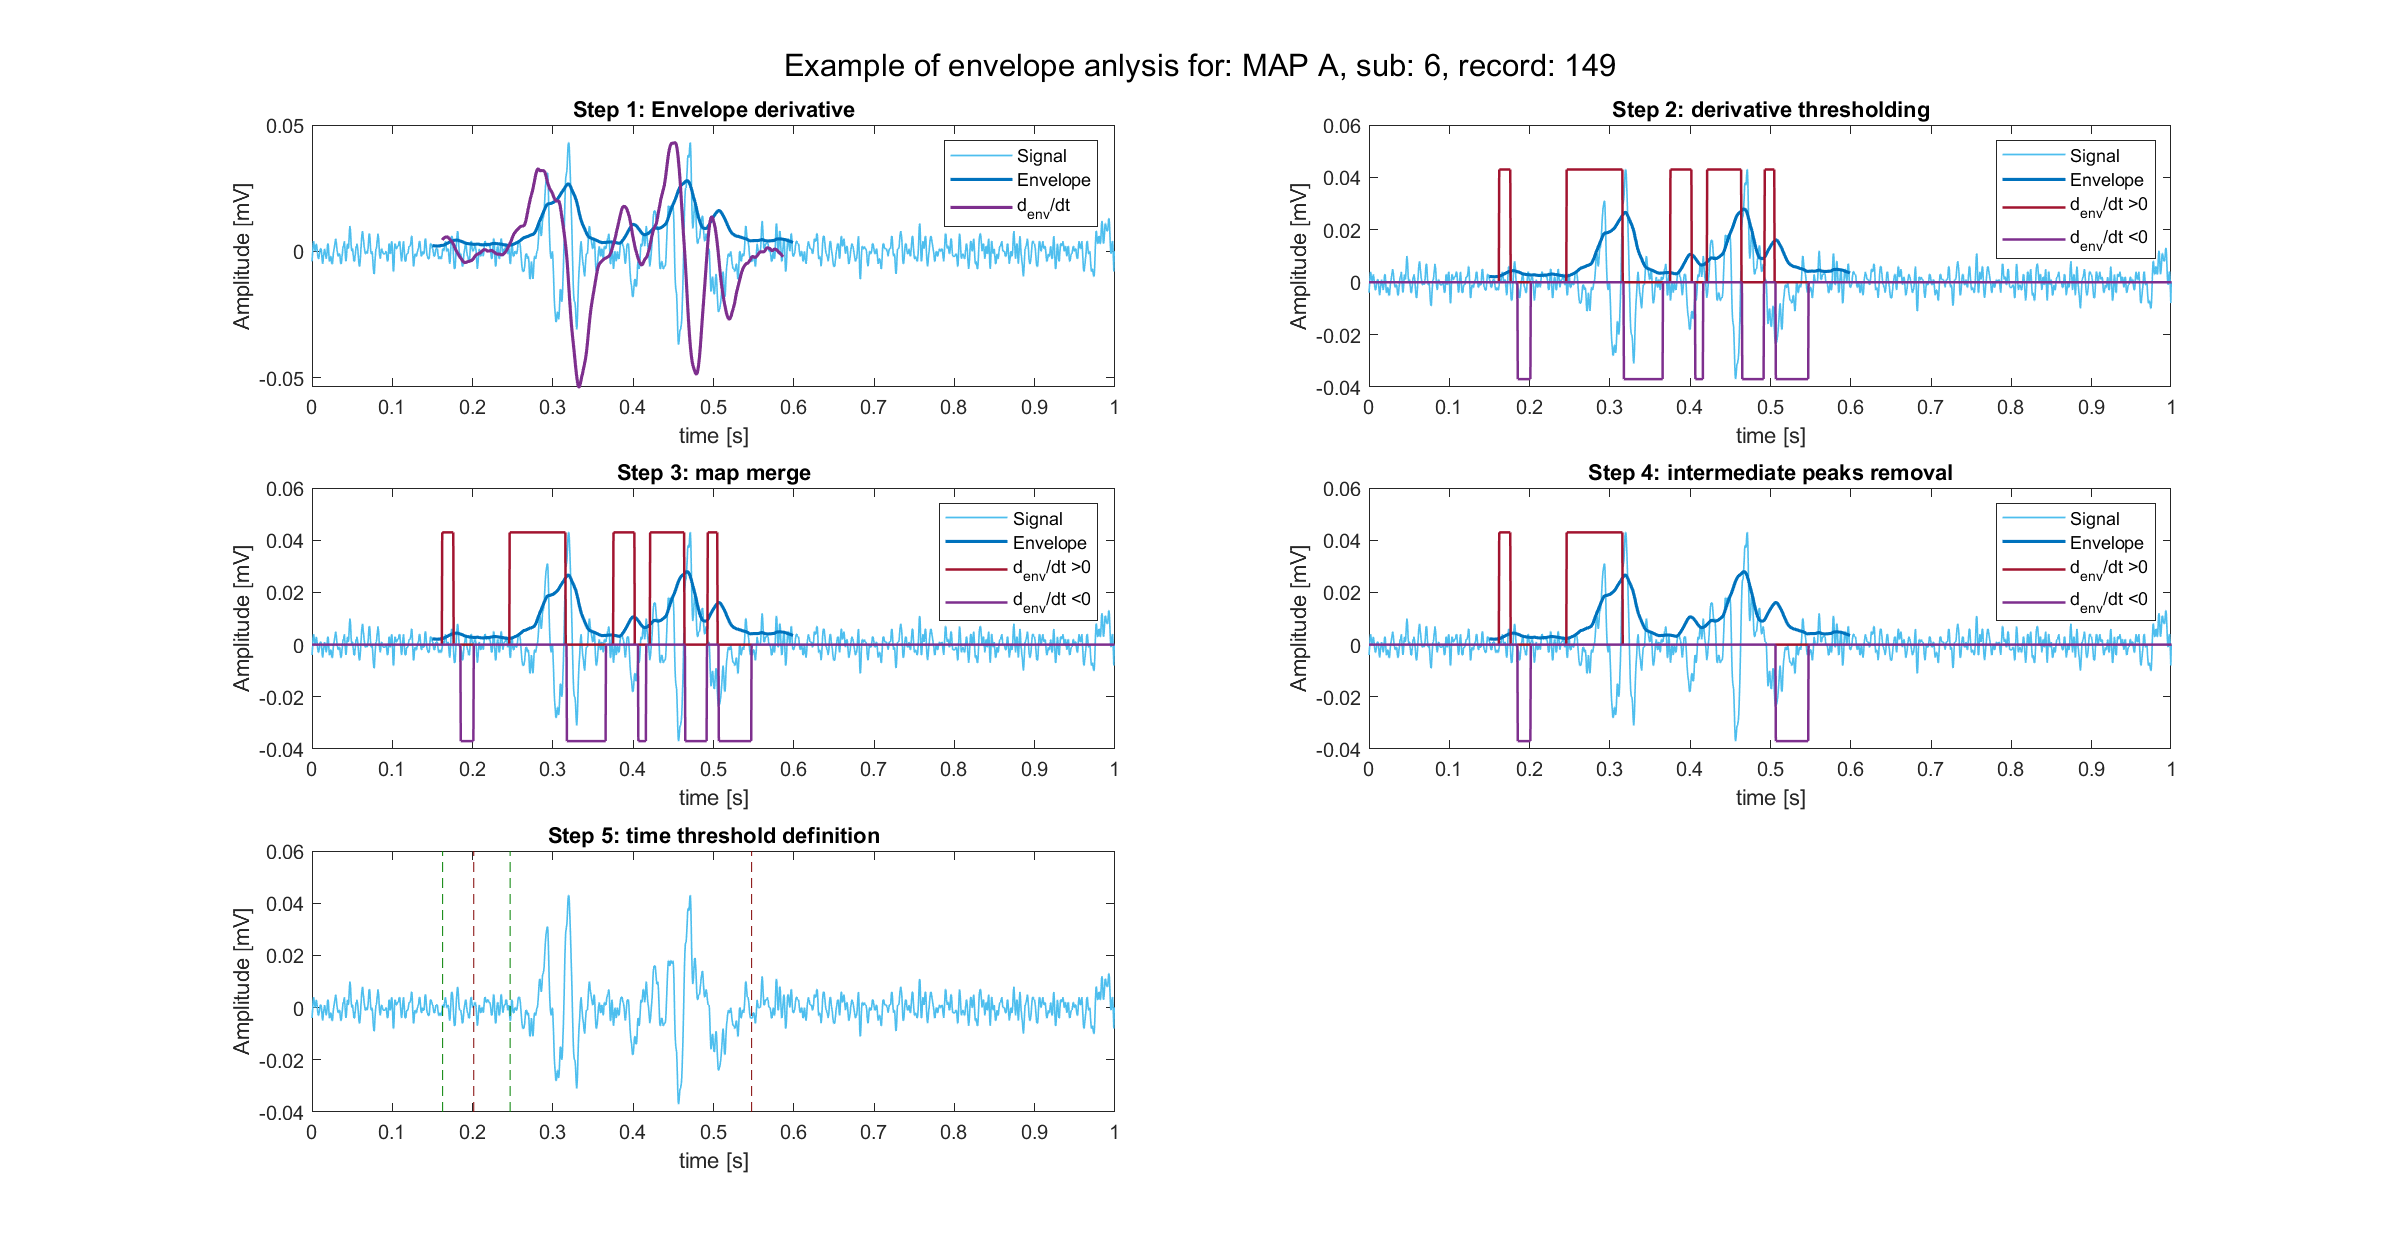 Example of envelope anlysis for: MAP A, sub: 6, record: 149
Step 1: Envelope derivative
0.05
0
-0.05
Amplitude [mV]
0 0.1 0.2 0.3 0.4 0.5 0.6 0.7 0.8 0.9 1
time [s]
Signal
Envelope
d_env/dt
Step 2: derivative thresholding
0.06
0.04
0.02
0
-0.02
-0.04
Amplitude [mV]
0 0.1 0.2 0.3 0.4 0.5 0.6 0.7 0.8 0.9 1
time [s]
Signal
Envelope
d_env/dt >0
d_env/dt <0
Step 3: map merge
0.06
0.04
0.02
0
-0.02
-0.04
Amplitude [mV]
0 0.1 0.2 0.3 0.4 0.5 0.6 0.7 0.8 0.9 1
time [s]
Signal
Envelope
d_env/dt >0
d_env/dt <0
Step 4: intermediate peaks removal
0.06
0.04
0.02
0
-0.02
-0.04
Amplitude [mV]
0 0.1 0.2 0.3 0.4 0.5 0.6 0.7 0.8 0.9 1
time [s]
Signal
Envelope
d_env/dt >0
d_env/dt <0
Step 5: time threshold definition
0.06
0.04
0.02
0
-0.02
-0.04
Amplitude [mV]
0 0.1 0.2 0.3 0.4 0.5 0.6 0.7 0.8 0.9 1
time [s]